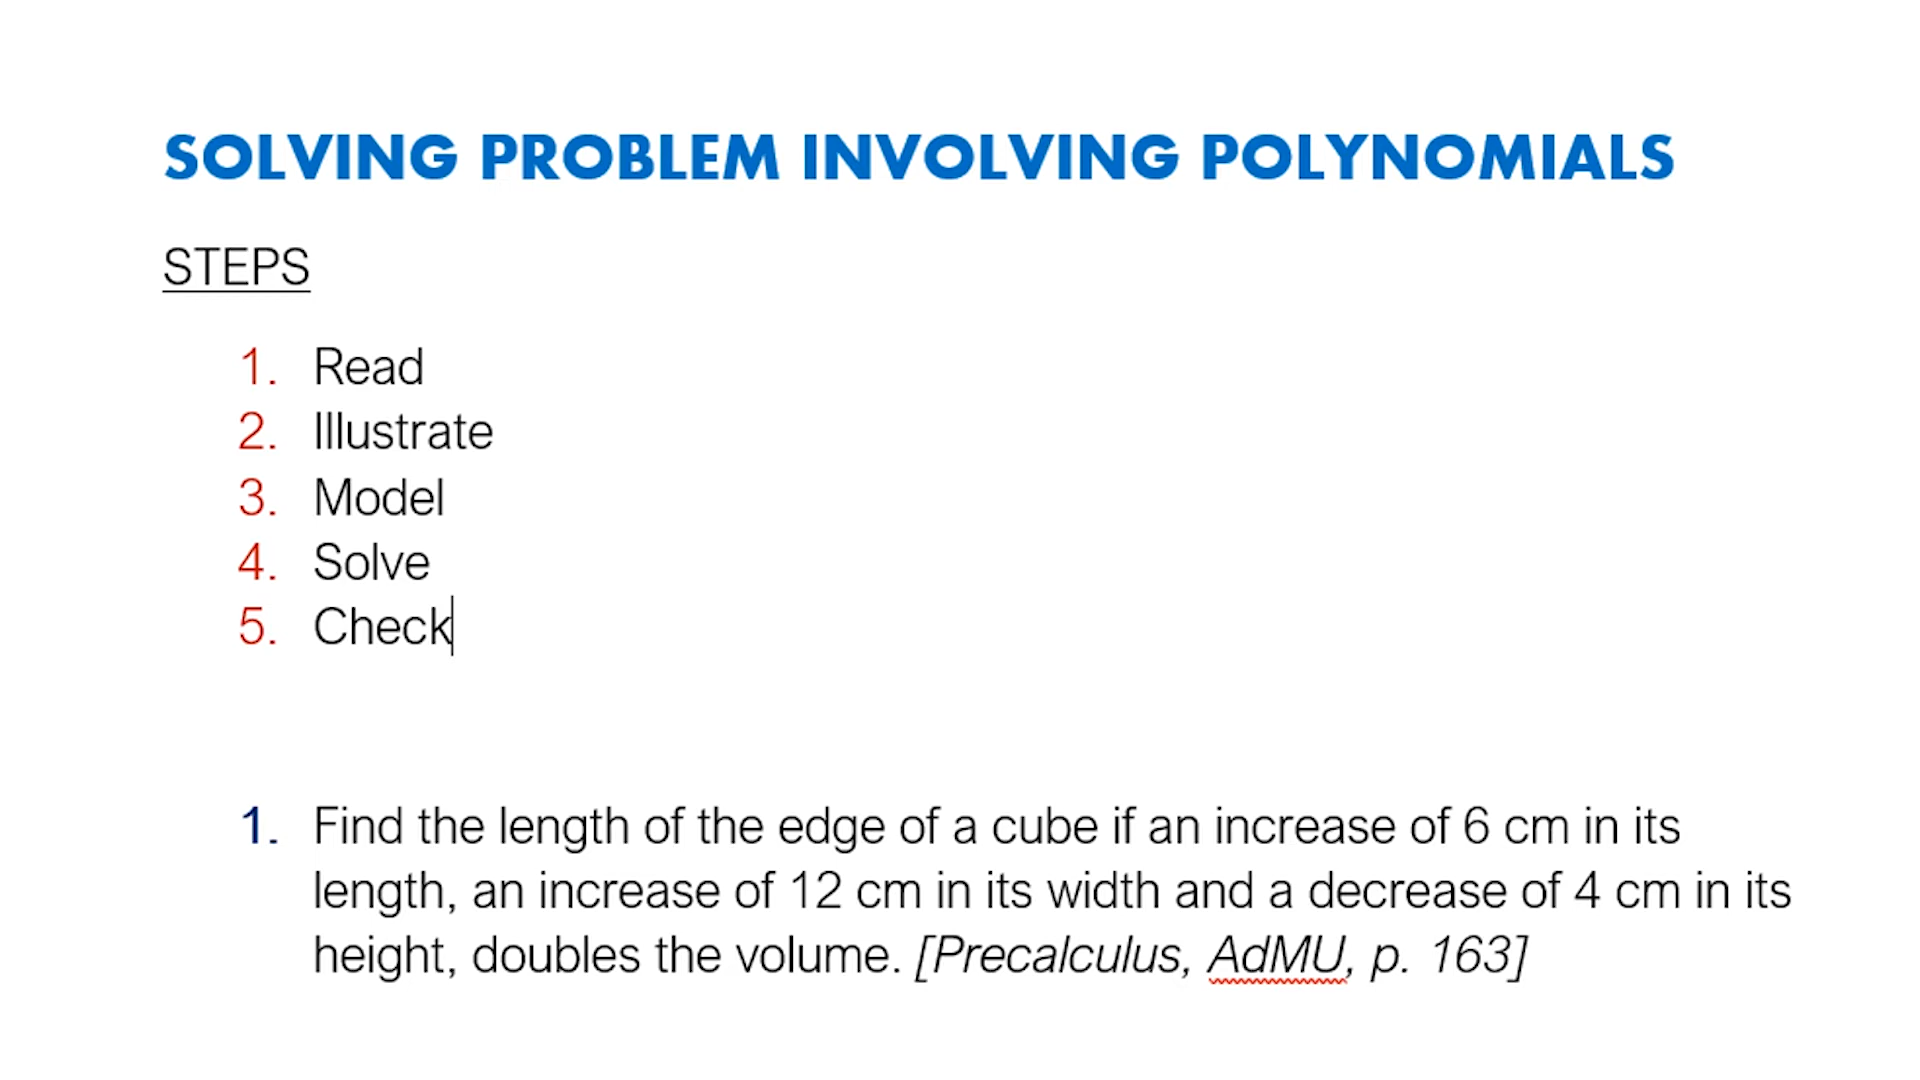 SOLVING PROBLEM INVOLVING POLYNOMIALS
STEPS
1. Read
2. Illustrate
3. Model
4. Solve
5. Check
1. Find the length of the edge of a cube if an increase of 6 cm in its
length, an increase of 12 cm in its width and a decrease of 4 cm in its
height, doubles the volume. [Precalculus, AdMU, p. 163]